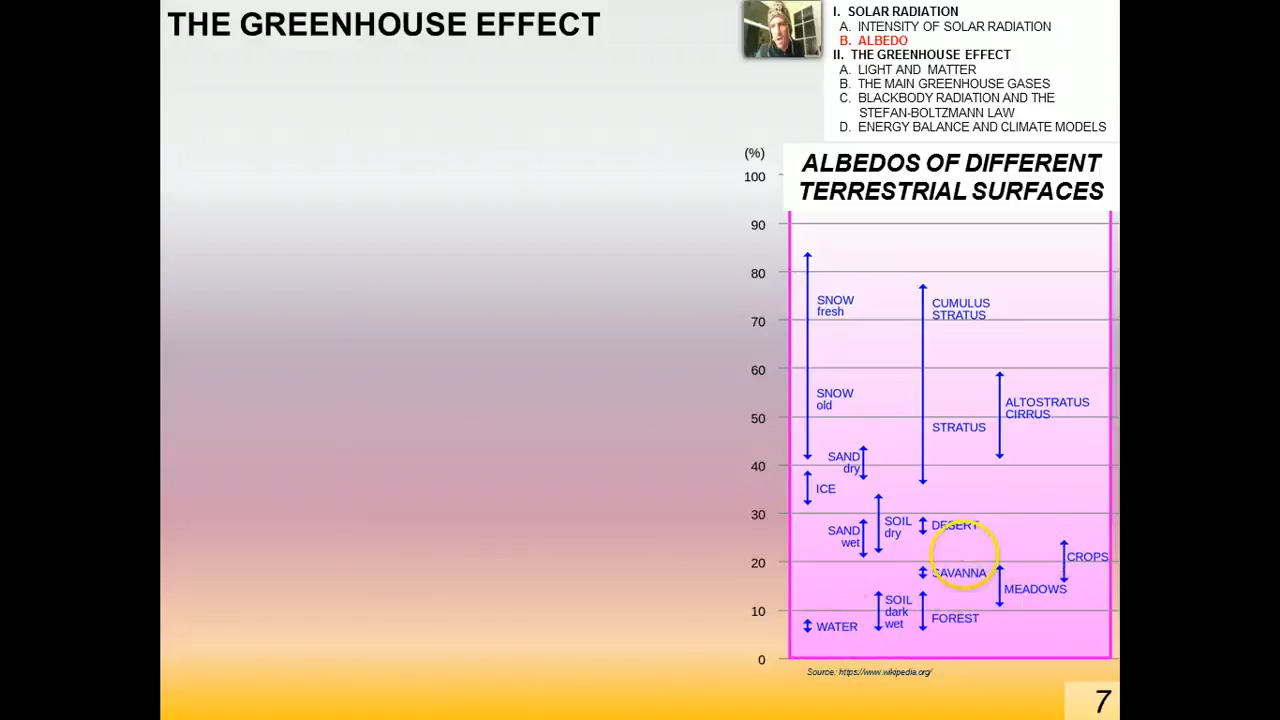 THE GREENHOUSE EFFECT
I. SOLAR RADIATION
A. INTENSITY OF SOLAR RADIATION
B. ALBEDO
II. THE GREENHOUSE EFFECT
A. LIGHT AND MATTER
B. THE MAIN GREENHOUSE GASES
C. BLACKBODY RADIATION AND THE
STEFAN-BOLTZMANN LAW
D. ENERGY BALANCE AND CLIMATE MODELS
ALBEDOS OF DIFFERENT
TERRESTRIAL SURFACES
(%)
100
90
80
70
60
50
40
30
20
10
0
SNOW
fresh
CUMULUS
STRATUS
SNOW
old
ALTOSTRATUS
CIRRUS
STRATUS
SAND
dry
ICE
SOIL
dry
DESERT
SAND
wet
CROPS
SAVANNA
MEADOWS
SOIL
dark
wet
FOREST
WATER
Source: https://www.wikipedia.org/
7